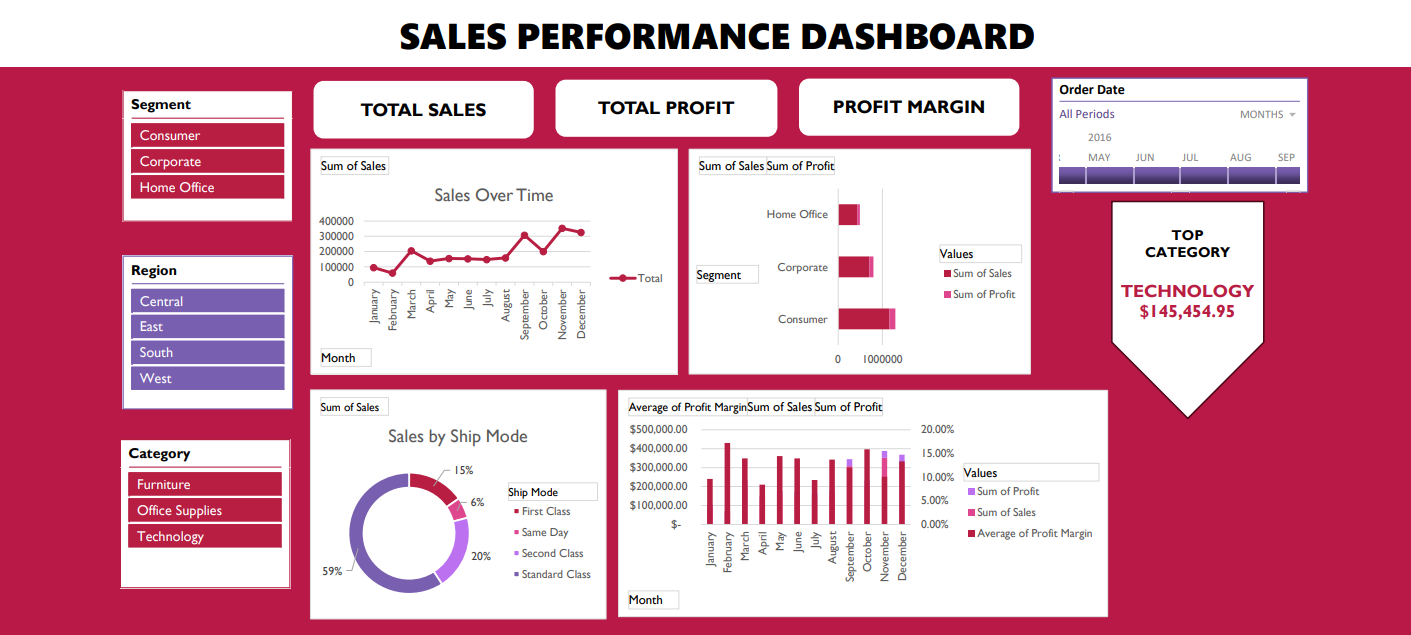 SALES PERFORMANCE DASHBOARD
Segment
Consumer
Corporate
Home Office
Region
Central
East
South
West
Category
Furniture
Office Supplies
Technology
TOTAL SALES
TOTAL PROFIT
PROFIT MARGIN
Order Date
All Periods
MONTHS
2016
MAY JUN JUL AUG SEP
Sum of Sales
Sales Over Time
400000
300000
200000
100000
0
January
February
March
April
May
June
July
August
September
October
November
December
Total
Month
Sum of Sales Sum of Profit
Segment
Home Office
Corporate
Consumer
0 1000000
Values
Sum of Sales
Sum of Profit
TOP
CATEGORY
TECHNOLOGY
$145,454.95
Sum of Sales
Sales by Ship Mode
15%
6%
20%
59%
Ship Mode
First Class
Same Day
Second Class
Standard Class
Average of Profit Margin Sum of Sales Sum of Profit
$500,000.00
$400,000.00
$300,000.00
$200,000.00
$100,000.00
$-
20.00%
15.00%
10.00%
5.00%
0.00%
January
February
March
April
May
June
July
August
September
October
November
December
Values
Sum of Profit
Sum of Sales
Average of Profit Margin
Month